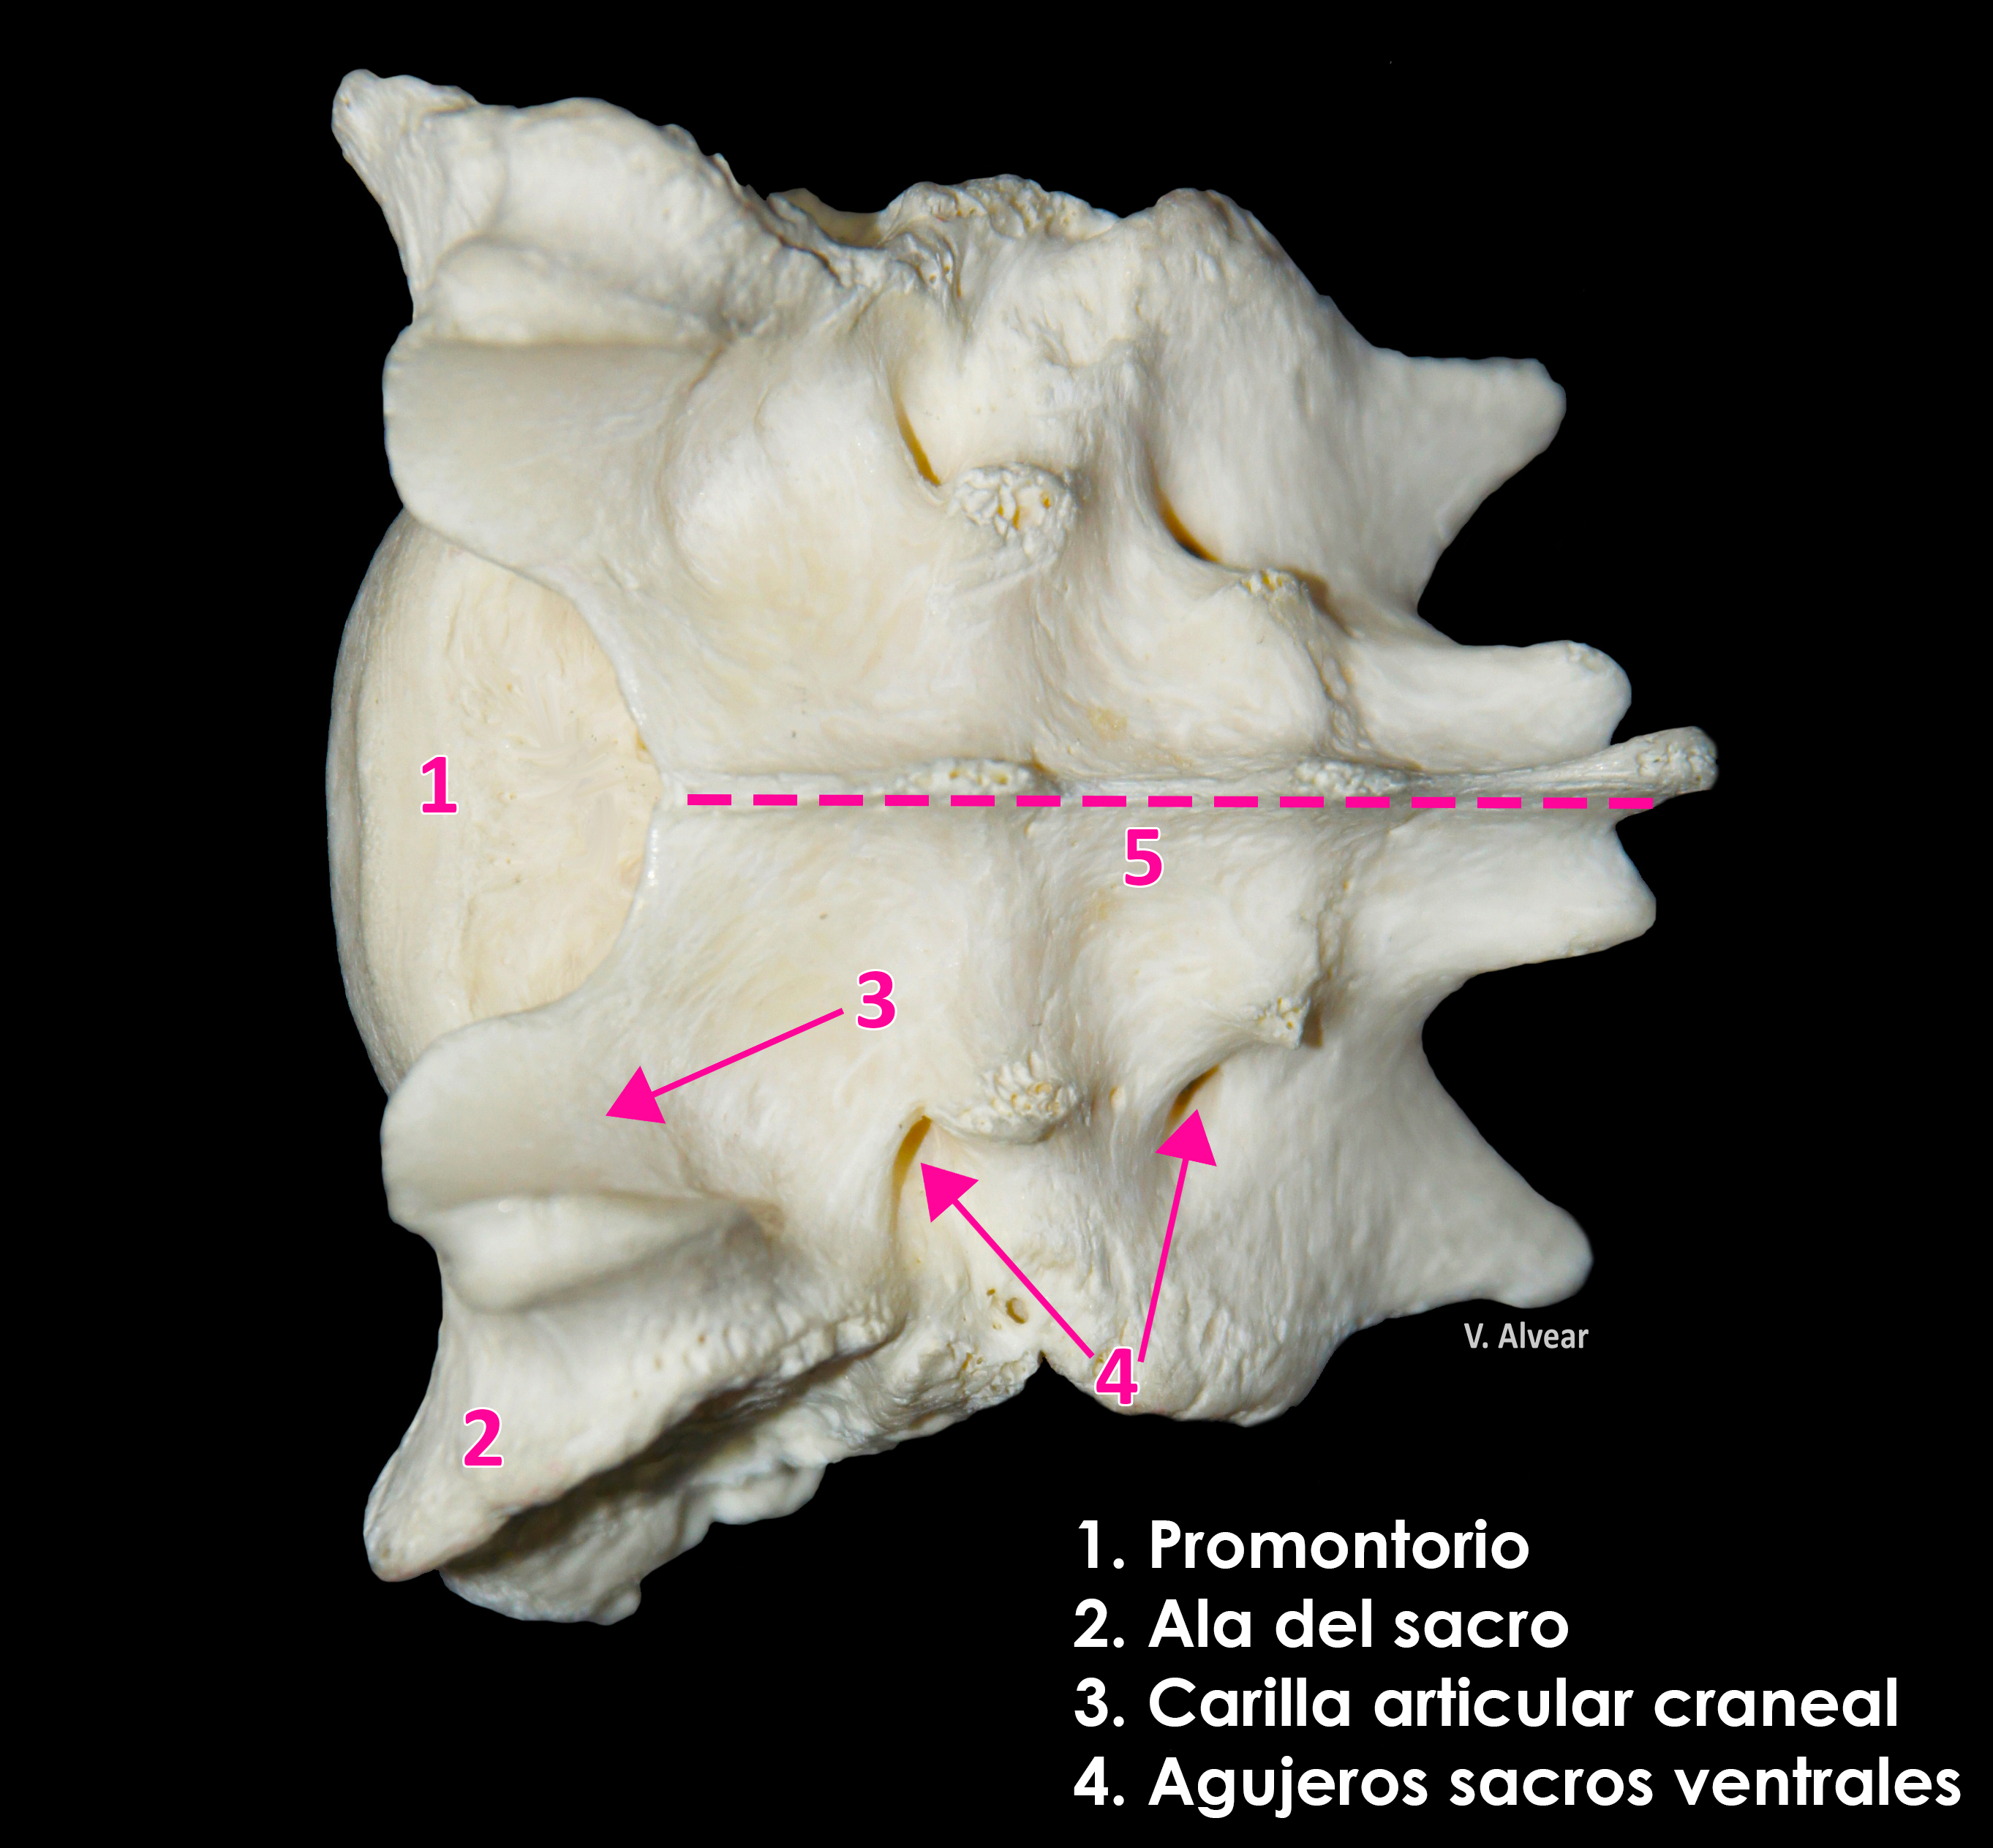 1
5
3
4
2
V. Alvear
1. Promontorio
2. Ala del sacro
3. Carilla articular craneal
4. Agujeros sacros ventrales